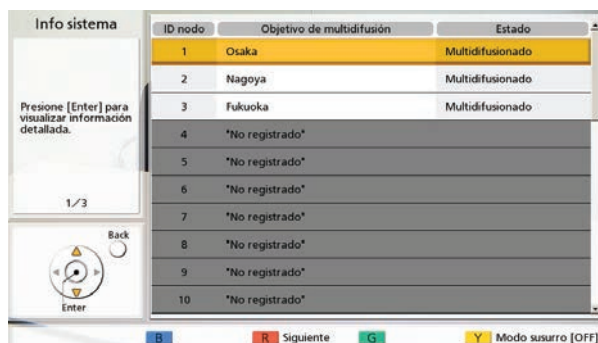 Info sistema
Presione [Enter] para
visualizar información
detallada.
1/3
Back
Enter
ID nodo Objetivo de multidifusión Estado
1 Osaka Multidifusionado
2 Nagoya Multidifusionado
3 Fukuoka Multidifusionado
4 "No registrado"
5 "No registrado"
6 "No registrado"
7 "No registrado"
8 "No registrado"
9 "No registrado"
10 "No registrado"
B R Siguiente G Y Modo susurro [OFF]